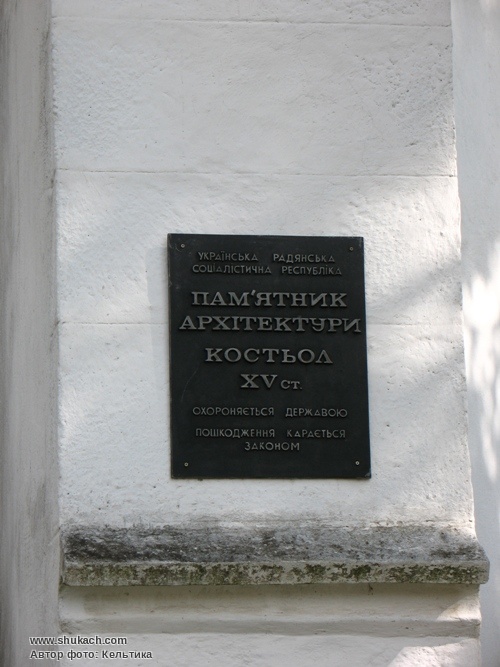 УКРАЇНСЬКА РАДЯНСЬКА
СОЦІАЛІСТИЧНА РЕСПУБЛІКА
ПАМ'ЯТНИК
АРХІТЕКТУРИ
КОСТЬОЛ
XV СТ.
ОХОРОНЯЄТЬСЯ ДЕРЖАВОЮ
ПОШКОДЖЕННЯ КАРАЄТЬСЯ
ЗАКОНОМ
www.shukach.com
Автор фото: Кельтика